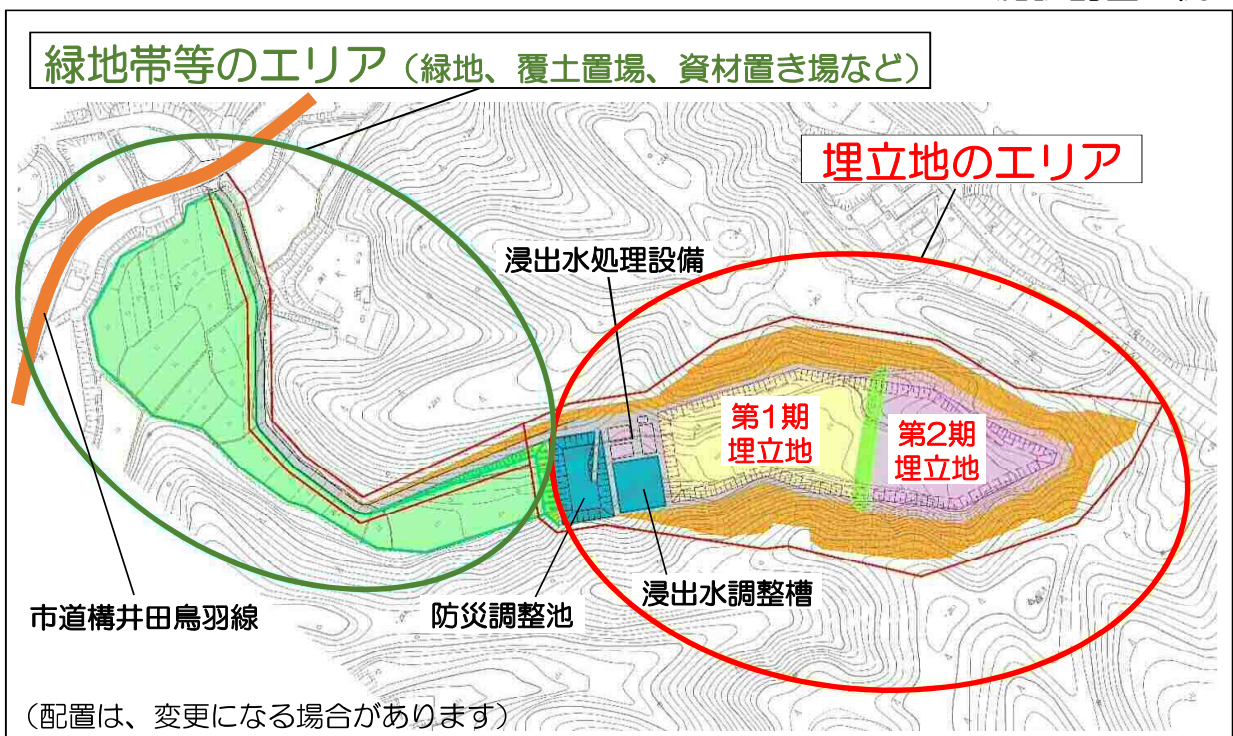 緑地帯等のエリア（緑地、覆土置場、資材置き場など）
埋立地のエリア
浸出水処理設備
第1期
埋立地
第2期
埋立地
市道構井田鳥羽線
防災調整池
浸出水調整槽
（配置は、変更になる場合があります）